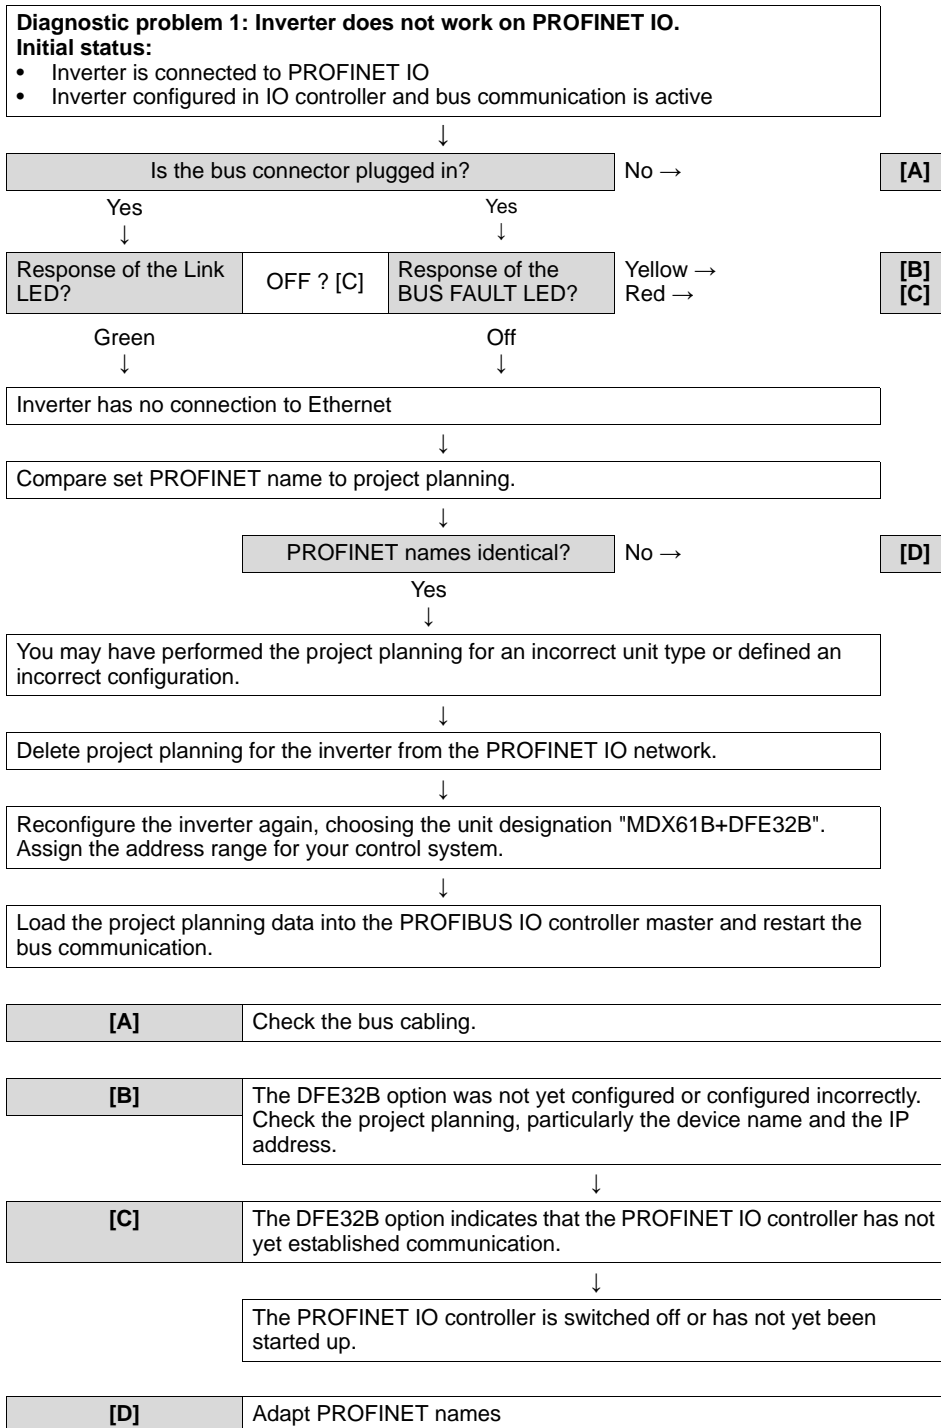 Diagnostic problem 1: Inverter does not work on PROFINET IO.
Initial status:
• Inverter is connected to PROFINET IO
• Inverter configured in IO controller and bus communication is active
↓
Is the bus connector plugged in? No → [A]
Yes Yes
↓ ↓
Response of the Link LED? OFF ? [C] Response of the BUS FAULT LED? Yellow → [B]
Red → [C]
Green Off
↓ ↓
Inverter has no connection to Ethernet
↓
Compare set PROFINET name to project planning.
↓
PROFINET names identical? No → [D]
Yes
↓
You may have performed the project planning for an incorrect unit type or defined an
incorrect configuration.
↓
Delete project planning for the inverter from the PROFINET IO network.
↓
Reconfigure the inverter again, choosing the unit designation "MDX61B+DFE32B".
Assign the address range for your control system.
↓
Load the project planning data into the PROFIBUS IO controller master and restart the
bus communication.
[A] Check the bus cabling.
[B] The DFE32B option was not yet configured or configured incorrectly.
Check the project planning, particularly the device name and the IP
address.
↓
[C] The DFE32B option indicates that the PROFINET IO controller has not
yet established communication.
↓
The PROFINET IO controller is switched off or has not yet been
started up.
[D] Adapt PROFINET names